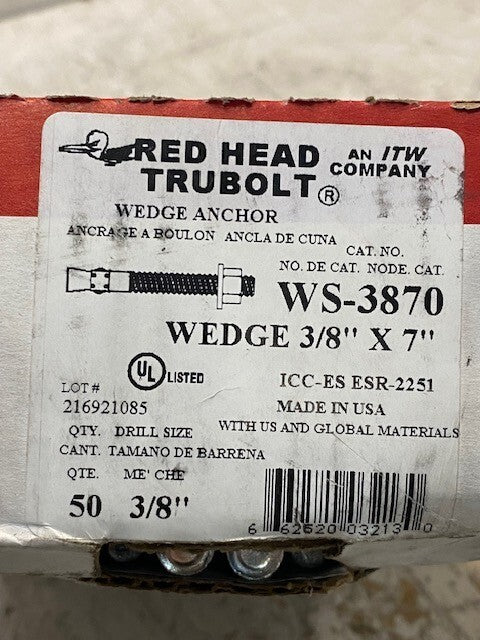 RED HEAD AN ITW
TRUBOLT® COMPANY
WEDGE ANCHOR
ANCRAGE A BOULON ANCLA DE CUNA
CAT. NO.
NO. DE CAT. NODE. CAT.
WS-3870
WEDGE 3/8" X 7"
UL LISTED
ICC-ES ESR-2251
LOT #
216921085
MADE IN USA
WITH US AND GLOBAL MATERIALS
QTY. DRILL SIZE
CANT. TAMANO DE BARRENA
QTE. ME' CHE
50 3/8"
6 62520 03213 0